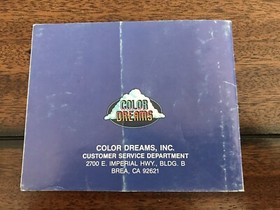 COLOR
DREAMS
COLOR DREAMS, INC.
CUSTOMER SERVICE DEPARTMENT
2700 E. IMPERIAL HWY., BLDG. B
BREA, CA 92621